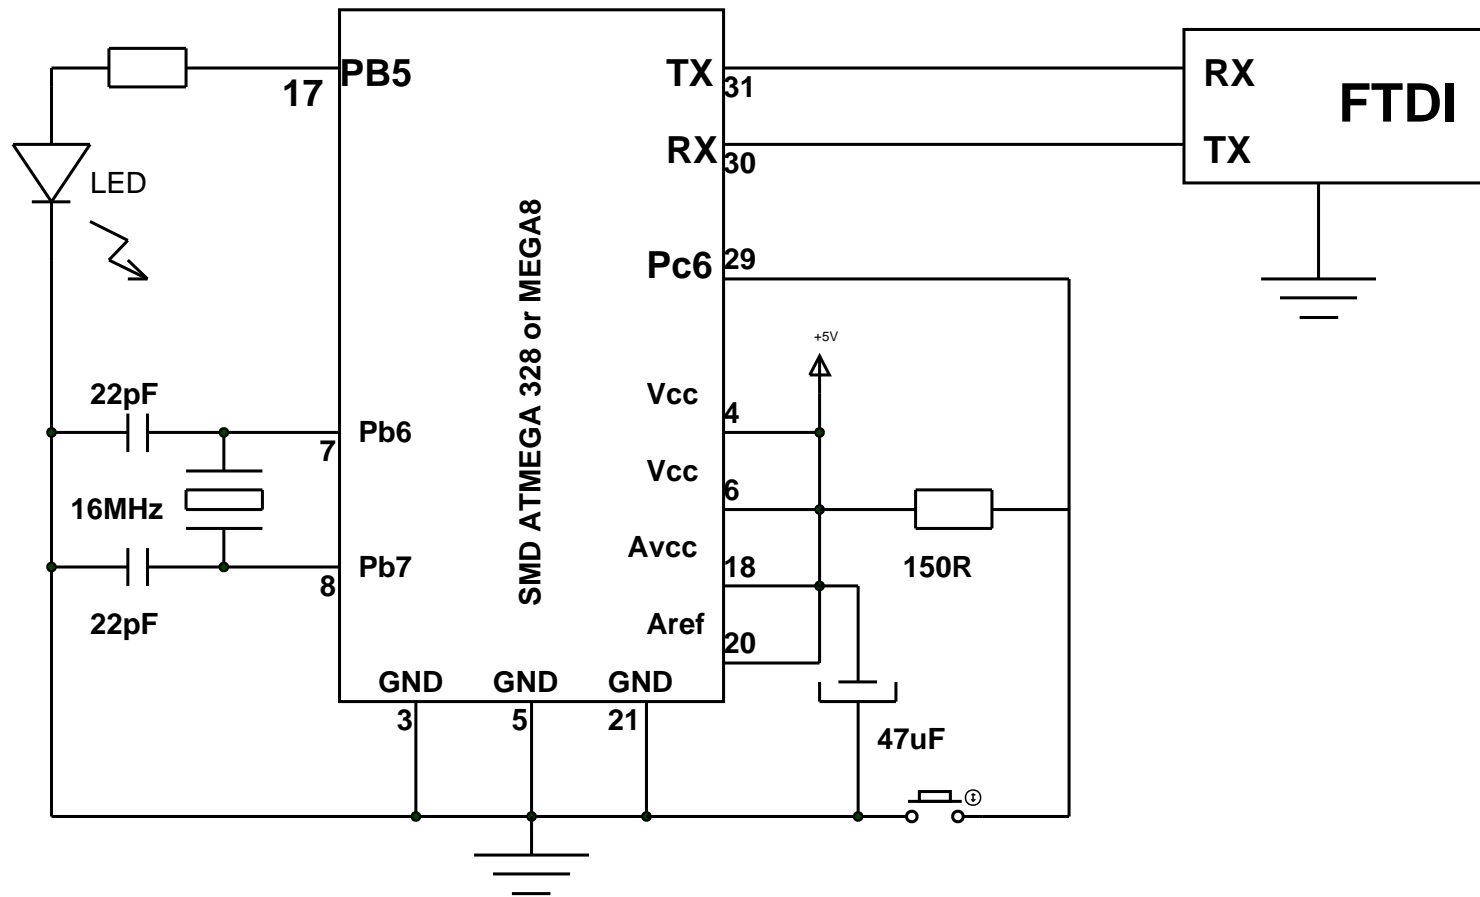 PB5
17
TX
31
RX
FTDI
RX
30
TX
LED
SMD ATMEGA 328 or MEGA8
Pc6
29
+5V
22pF
Vcc
4
Pb6
7
Vcc
6
16MHz
Avcc
18
150R
Pb7
8
22pF
Aref
20
GND
GND
GND
3
5
21
47uF